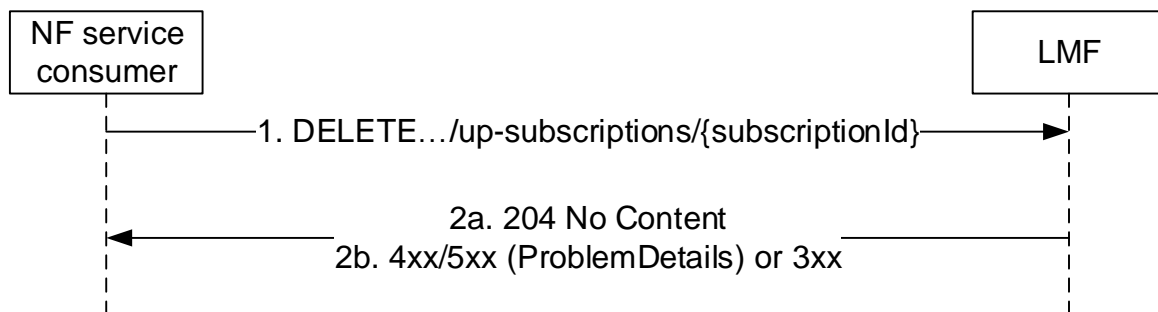 NF service
consumer
LMF
1. DELETE…/up-subscriptions/{subscriptionId}
2a. 204 No Content
2b. 4xx/5xx (ProblemDetails) or 3xx